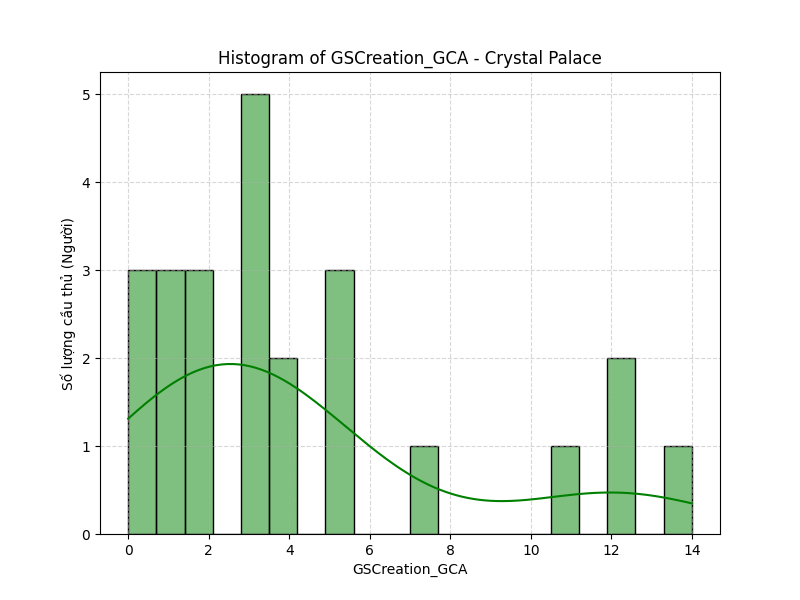 Histogram of GSCreation_GCA - Crystal Palace
Số lượng cầu thủ (Người)
5
4
3
2
1
0
0 2 4 6 8 10 12 14
GSCreation_GCA